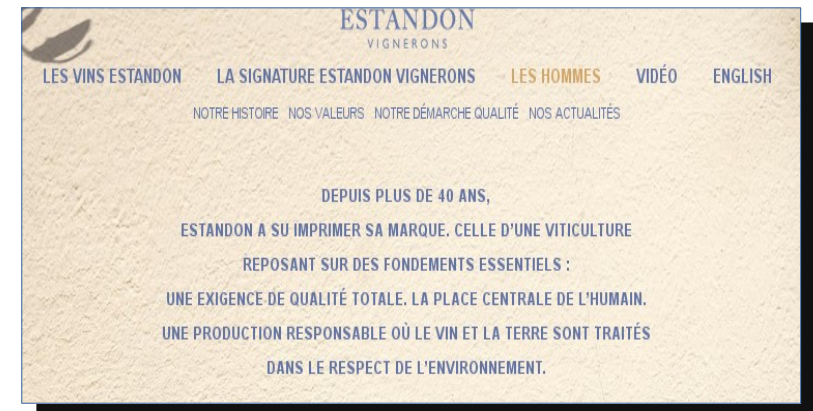 ESTANDON
VIGNERONS
LES VINS ESTANDON LA SIGNATURE ESTANDON VIGNERONS LES HOMMES VIDÉO ENGLISH
NOTRE HISTOIRE NOS VALEURS NOTRE DÉMARCHE QUALITÉ NOS ACTUALITÉS
DEPUIS PLUS DE 40 ANS,
ESTANDON A SU IMPRIMER SA MARQUE. CELLE D'UNE VITICULTURE
REPOSANT SUR DES FONDEMENTS ESSENTIELS :
UNE EXIGENCE DE QUALITÉ TOTALE. LA PLACE CENTRALE DE L'HUMAIN.
UNE PRODUCTION RESPONSABLE OÙ LE VIN ET LA TERRE SONT TRAITÉS
DANS LE RESPECT DE L'ENVIRONNEMENT.